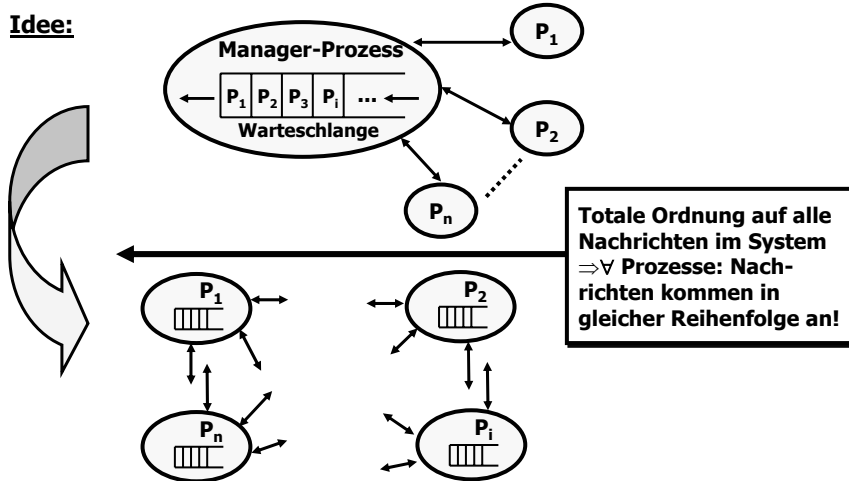 Idee:
Manager-Prozess
P1 P2 P3 Pi ...
Warteschlange
P1
P2
Pn
Totale Ordnung auf alle
Nachrichten im System
⇒∀ Prozesse: Nach-
richten kommen in
gleicher Reihenfolge an!
P1
P2
Pn
Pi